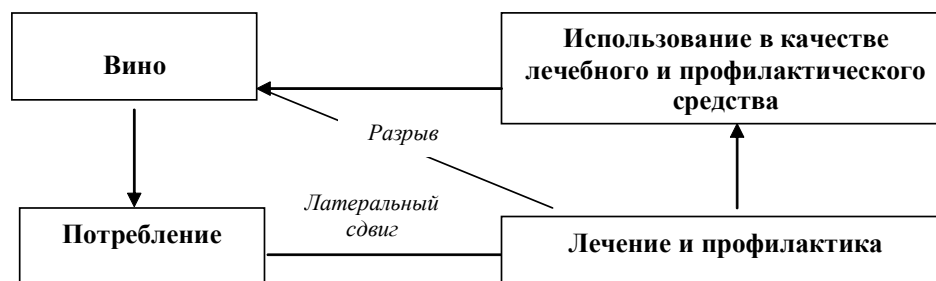 Вино
Использование в качестве
лечебного и профилактического
средства
Разрыв
Латеральный
сдвиг
Потребление
Лечение и профилактика